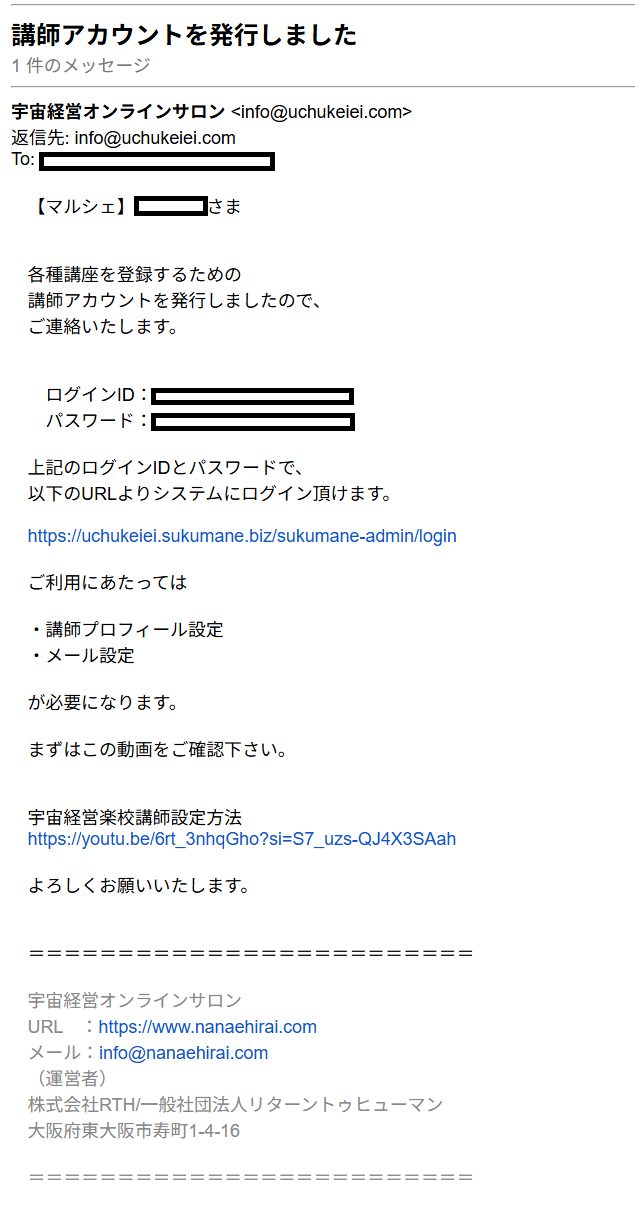 講師アカウントを発行しました
1 件のメッセージ
宇宙経営オンラインサロン <info@uchukeiei.com>
返信先: info@uchukeiei.com
To:
【マルシェ】 さま
各種講座を登録するための
講師アカウントを発行しましたので、
ご連絡いたします。
ログインID：
パスワード：
上記のログインIDとパスワードで、
以下のURLよりシステムにログイン頂けます。
https://uchukeiei.sukumane.biz/sukumane-admin/login
ご利用にあたっては
・講師プロフィール設定
・メール設定
が必要になります。
まずはこの動画をご確認下さい。
宇宙経営楽校講師設定方法
https://youtu.be/6rt_3nhqGho?si=S7_uzs-QJ4X3SAah
よろしくお願いいたします。
＝＝＝＝＝＝＝＝＝＝＝＝＝＝＝＝＝＝＝＝＝＝＝＝＝
宇宙経営オンラインサロン
URL　：https://www.nanaehirai.com
メール：info@nanaehirai.com
（運営者）
株式会社RTH/一般社団法人リターントゥヒューマン
大阪府東大阪市寿町1-4-16
＝＝＝＝＝＝＝＝＝＝＝＝＝＝＝＝＝＝＝＝＝＝＝＝＝